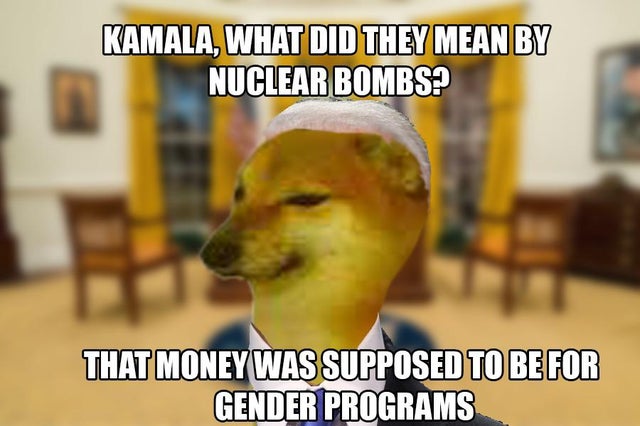 KAMALA, WHAT DID THEY MEAN BY
NUCLEAR BOMBS?
THAT MONEY WAS SUPPOSED TO BE FOR
GENDER PROGRAMS